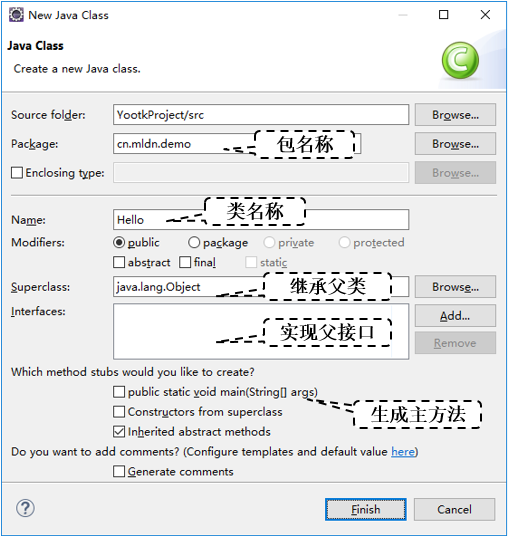 New Java Class
Java Class
Create a new Java class.
Source folder: YootkProject/src Browse...
Package: cn.mldn.demo 包名称 Browse...
Enclosing type: Browse...
Name: Hello 类名称
Modifiers: public package private protected
abstract final static
Superclass: java.lang.Object 继承父类 Browse...
Interfaces: 实现父接口 Add...
Remove
Which method stubs would you like to create?
public static void main(String[] args)
Constructors from superclass 生成主方法
Inherited abstract methods
Do you want to add comments? (Configure templates and default value here)
Generate comments
? Finish Cancel